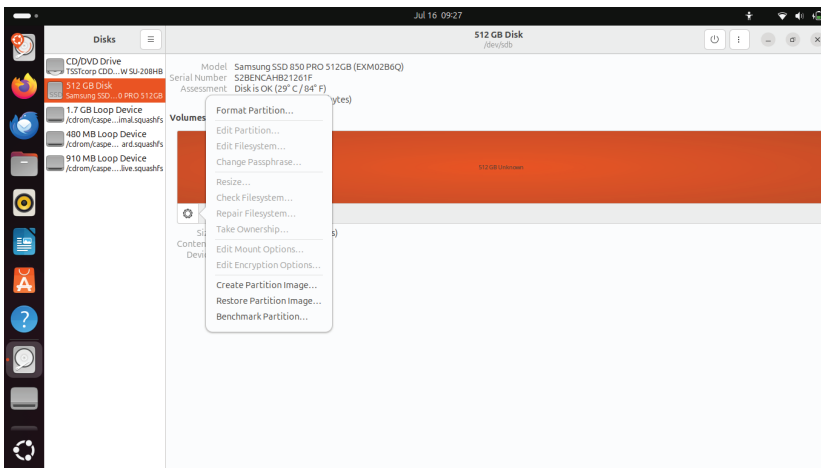 Jul 16 09:27
Disks
512 GB Disk
/dev/sdb
CD/DVD Drive
TSSTcorp CDD...W SU-208HB
512 GB Disk
Samsung SSD...0 PRO 512GB
1.7 GB Loop Device
/cdrom/caspe...imal.squashfs
480 MB Loop Device
/cdrom/caspe... ard.squashfs
910 MB Loop Device
/cdrom/caspe....live.squashfs
Model Samsung SSD 850 PRO 512GB (EXM02B6Q)
Serial Number S2BENCAHB21261F
Assessment Disk is OK (29° C / 84° F)
ytes)
Volumes
512 GB Unknown
Format Partition...
Edit Partition...
Edit Filesystem...
Change Passphrase...
Resize...
Check Filesystem...
Repair Filesystem...
Take Ownership...
Edit Mount Options...
Edit Encryption Options...
Create Partition Image...
Restore Partition Image...
Benchmark Partition...
Siz
s)
Conten
Devi